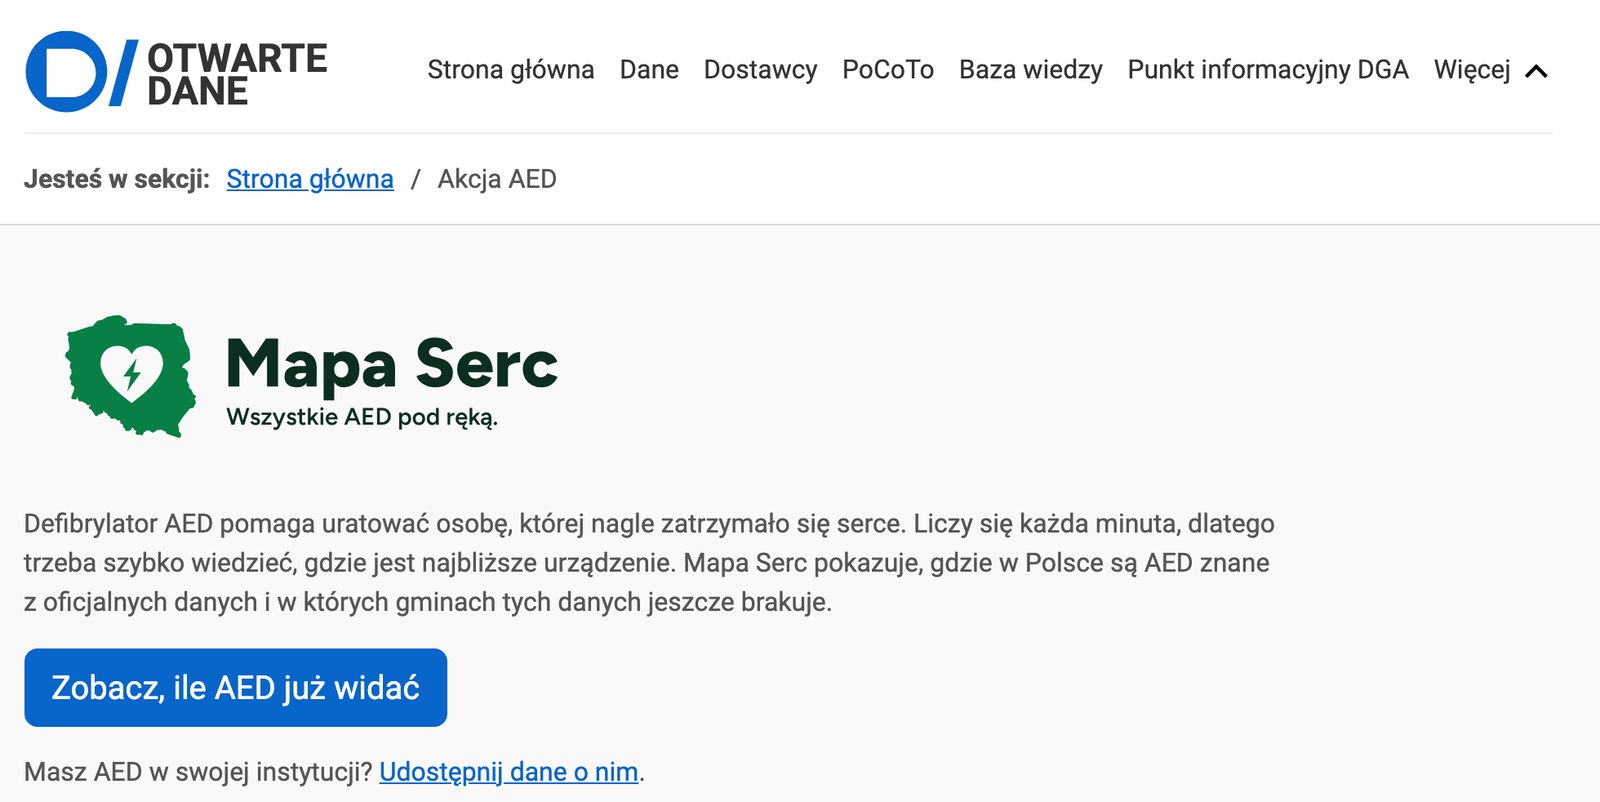 OTWARTE
DANE
Strona główna Dane Dostawcy PoCoTo Baza wiedzy Punkt informacyjny DGA Więcej
Jesteś w sekcji: Strona główna / Akcja AED
Mapa Serc
Wszystkie AED pod ręką.
Defibrylator AED pomaga uratować osobę, której nagle zatrzymało się serce. Liczy się każda minuta, dlatego
trzeba szybko wiedzieć, gdzie jest najbliższe urządzenie. Mapa Serc pokazuje, gdzie w Polsce są AED znane
z oficjalnych danych i w których gminach tych danych jeszcze brakuje.
Zobacz, ile AED już widać
Masz AED w swojej instytucji? Udostępnij dane o nim.